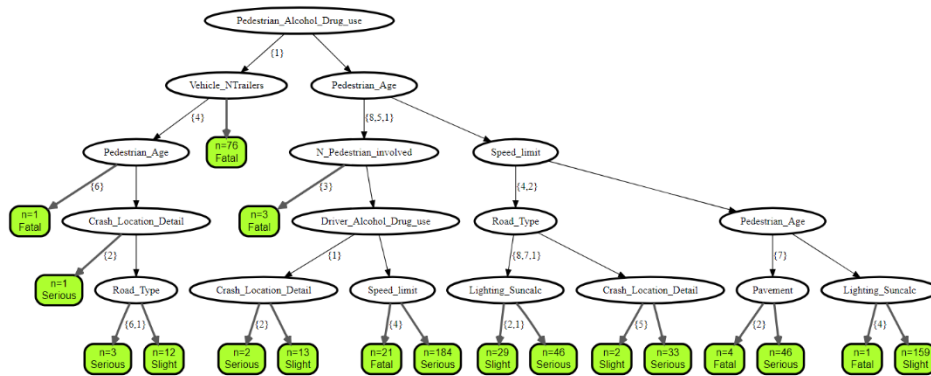 Pedestrian_Alcohol_Drug_use
{1}
Vehicle_NTrailers
Pedestrian_Age
{4}
{8,5,1}
n=76
Fatal
Pedestrian_Age
N_Pedestrian_involved
Speed_limit
{6}
{3}
{4,2}
n=1
Fatal
Crash_Location_Detail
n=3
Fatal
Driver_Alcohol_Drug_use
Road_Type
Pedestrian_Age
{2}
{1}
{8,7,1}
{7}
n=1
Serious
Road_Type
Crash_Location_Detail
Speed_limit
Lighting_Suncalc
Crash_Location_Detail
Pavement
Lighting_Suncalc
{6,1}
{2}
{4}
{2,1}
{5}
{2}
{4}
n=3
Serious
n=12
Slight
n=2
Serious
n=13
Slight
n=21
Fatal
n=184
Serious
n=29
Slight
n=46
Serious
n=2
Slight
n=33
Serious
n=4
Fatal
n=46
Serious
n=1
Fatal
n=159
Slight